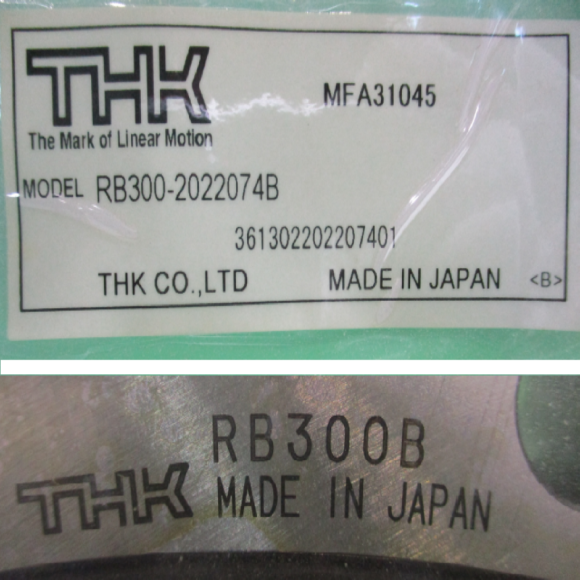 THK
MFA31045
The Mark of Linear Motion
MODEL RB300-2022074B
361302202207401
THK CO.,LTD MADE IN JAPAN <B>
RB300B
THK MADE IN JAPAN